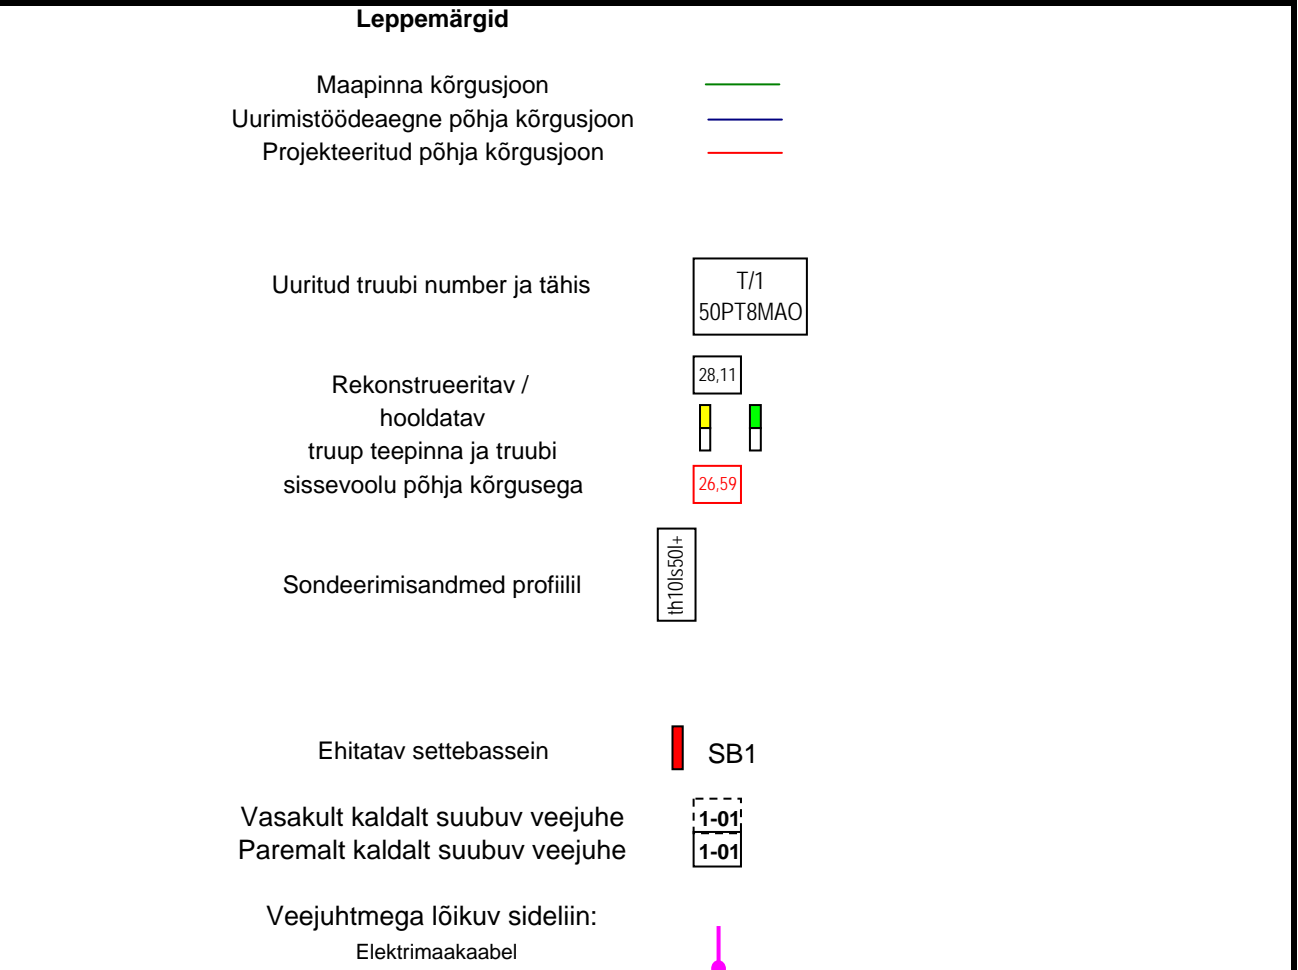 Leppemärgid
Maapinna kõrgusjoon
Uurimistöödeaegne põhja kõrgusjoon
Projekteeritud põhja kõrgusjoon
Uuritud truubi number ja tähis
T/1
50PT8MAO
Rekonstrueeritav /
hooldatav
truup teepinna ja truubi
sissevoolu põhja kõrgusega
28,11
26,59
Sondeerimisandmed profiilil
th10ls50l+
Ehitatav settebassein
SB1
Vasakult kaldalt suubuv veejuhe
1-01
Paremalt kaldalt suubuv veejuhe
1-01
Veejuhtmega lõikuv sideliin:
Elektrimaakaabel